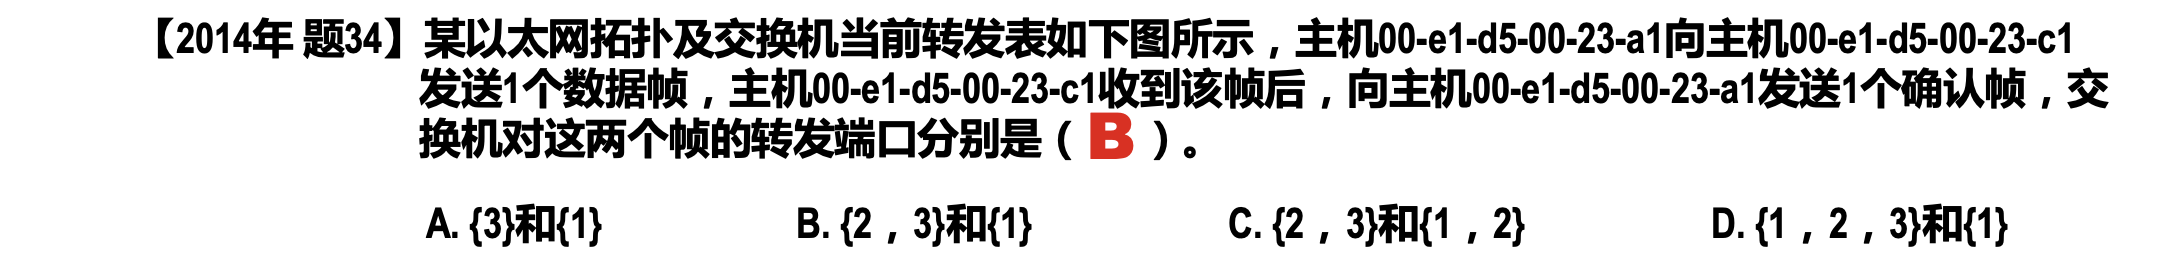 【2014年 题34】某以太网拓扑及交换机当前转发表如下图所示，主机00-e1-d5-00-23-a1向主机00-e1-d5-00-23-c1
发送1个数据帧，主机00-e1-d5-00-23-c1收到该帧后，向主机00-e1-d5-00-23-a1发送1个确认帧，交
换机对这两个帧的转发端口分别是（ B ）。
A. {3}和{1} B. {2，3}和{1} C. {2，3}和{1，2} D. {1，2，3}和{1}